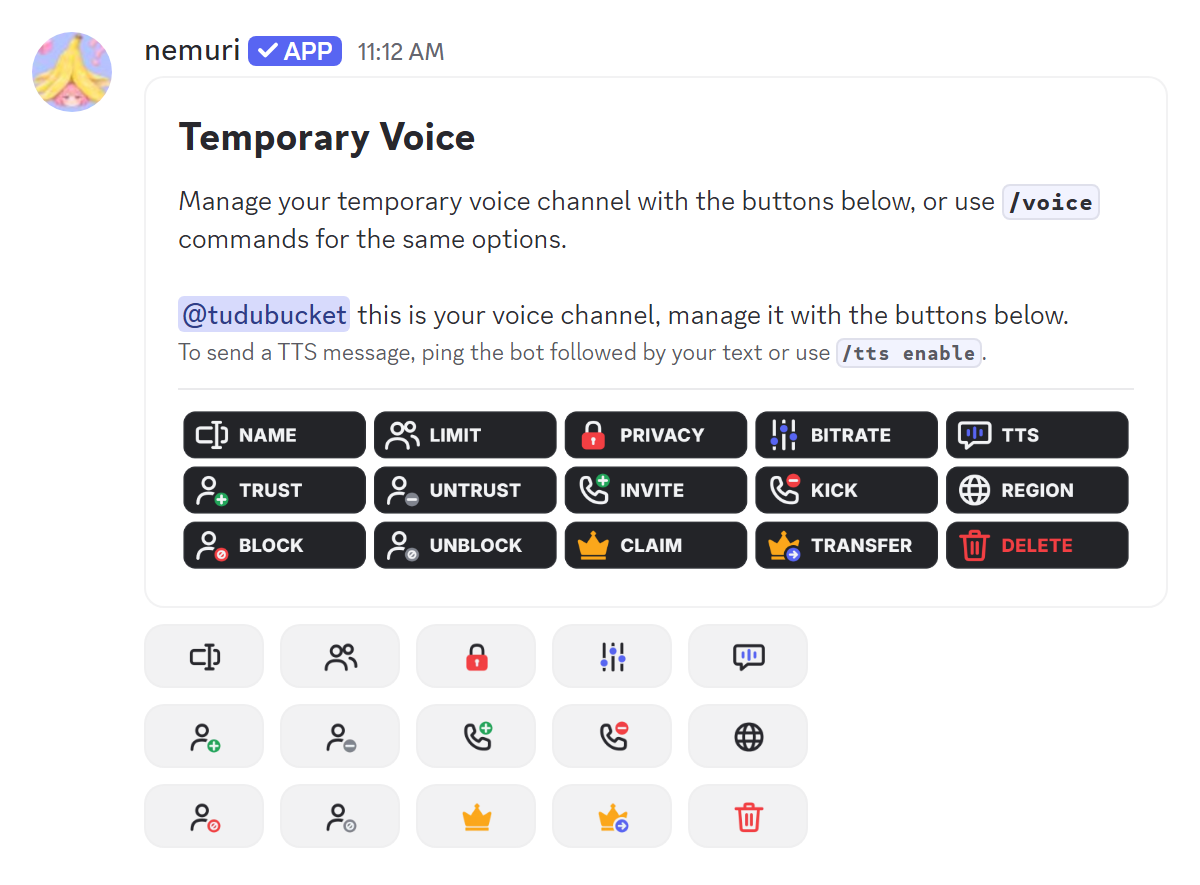 nemuri APP 11:12 AM
Temporary Voice
Manage your temporary voice channel with the buttons below, or use /voice
commands for the same options.
@tudubucket this is your voice channel, manage it with the buttons below.
To send a TTS message, ping the bot followed by your text or use /tts enable.
NAME LIMIT PRIVACY BITRATE TTS
TRUST UNTRUST INVITE KICK REGION
BLOCK UNBLOCK CLAIM TRANSFER DELETE